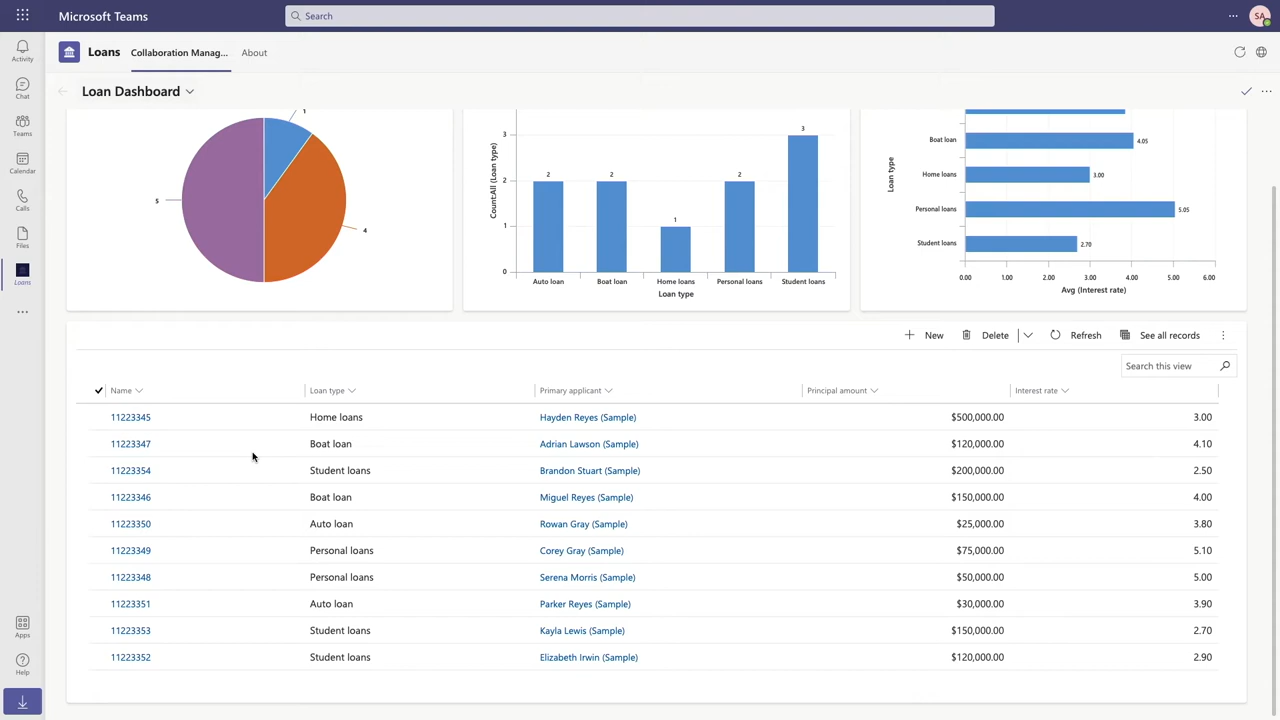 Microsoft Teams
Search
SA
Activity
Chat
Teams
Calendar
Calls
Files
Loans
Apps
Help
Loans
Collaboration Manag...
About
Loan Dashboard
1
5
4
Count:All (Loan type)
3
2
1
0
2
2
1
2
3
Auto loan
Boat loan
Home loans
Personal loans
Student loans
Loan type
Loan type
Boat loan
Home loans
Personal loans
Student loans
4.05
3.00
5.05
2.70
0.00 1.00 2.00 3.00 4.00 5.00 6.00
Avg (Interest rate)
New
Delete
Refresh
See all records
Search this view
Name Loan type Primary applicant Principal amount Interest rate
11223345 Home loans Hayden Reyes (Sample) $500,000.00 3.00
11223347 Boat loan Adrian Lawson (Sample) $120,000.00 4.10
11223354 Student loans Brandon Stuart (Sample) $200,000.00 2.50
11223346 Boat loan Miguel Reyes (Sample) $150,000.00 4.00
11223350 Auto loan Rowan Gray (Sample) $25,000.00 3.80
11223349 Personal loans Corey Gray (Sample) $75,000.00 5.10
11223348 Personal loans Serena Morris (Sample) $50,000.00 5.00
11223351 Auto loan Parker Reyes (Sample) $30,000.00 3.90
11223353 Student loans Kayla Lewis (Sample) $150,000.00 2.70
11223352 Student loans Elizabeth Irwin (Sample) $120,000.00 2.90